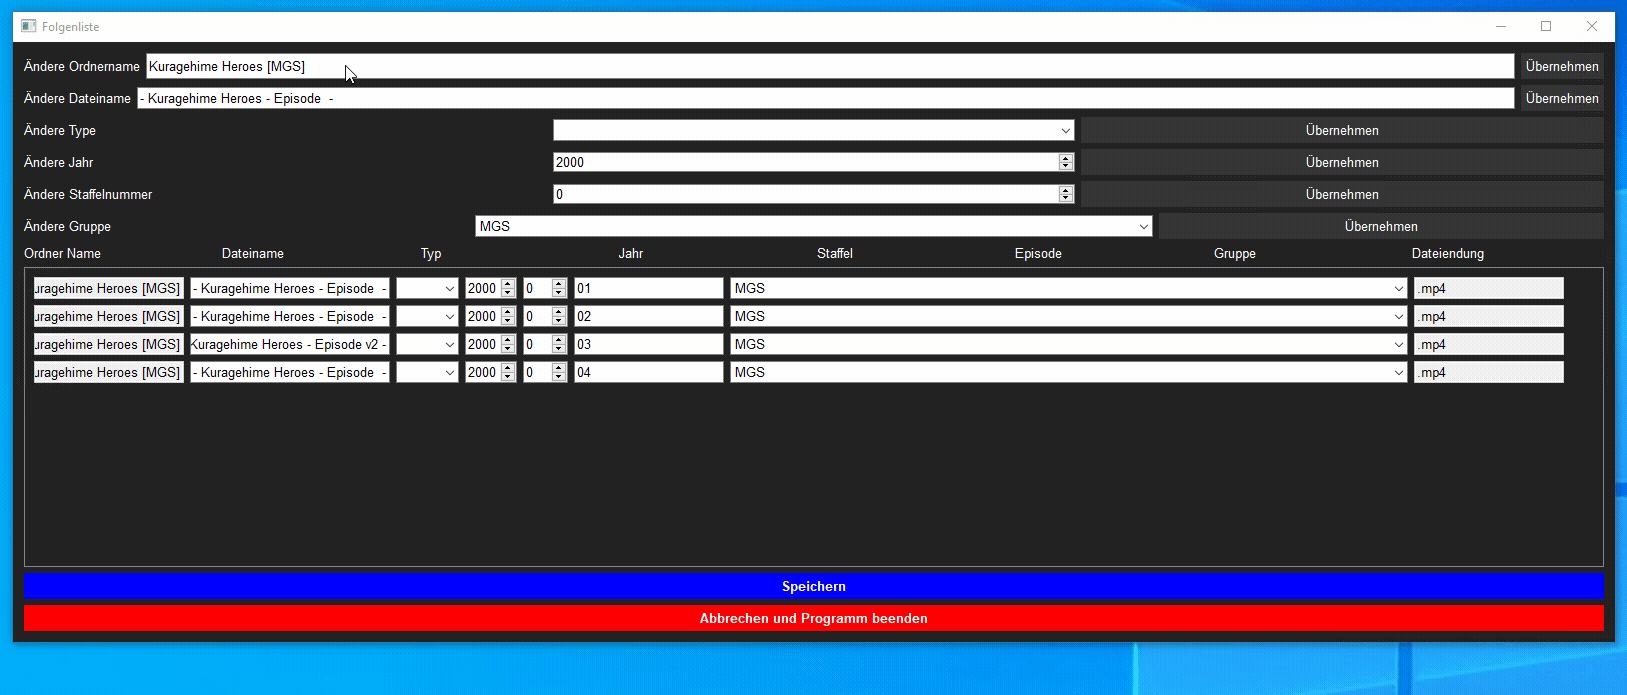 Folgenliste
Ändere Ordnername Kuragehime Heroes [MGS] Übernehmen
Ändere Dateiname - Kuragehime Heroes - Episode  - Übernehmen
Ändere Type Übernehmen
Ändere Jahr 2000 Übernehmen
Ändere Staffelnummer 0 Übernehmen
Ändere Gruppe MGS Übernehmen
Ordner Name Dateiname Typ Jahr Staffel Episode Gruppe Dateiendung
uragehime Heroes [MGS] - Kuragehime Heroes - Episode  - 2000 0 01 MGS .mp4
uragehime Heroes [MGS] - Kuragehime Heroes - Episode  - 2000 0 02 MGS .mp4
uragehime Heroes [MGS] Kuragehime Heroes - Episode v2 - 2000 0 03 MGS .mp4
uragehime Heroes [MGS] - Kuragehime Heroes - Episode  - 2000 0 04 MGS .mp4
Speichern
Abbrechen und Programm beenden